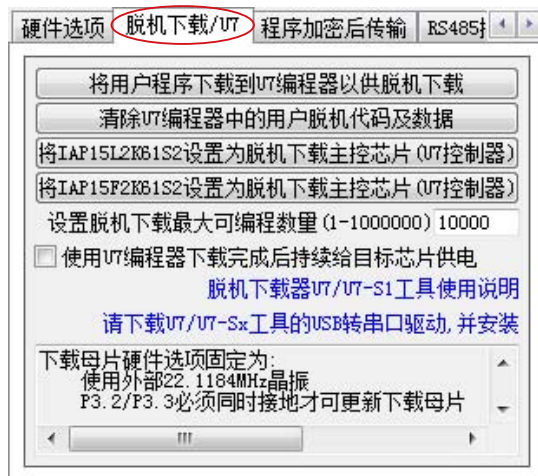 硬件选项 脱机下载/U7 程序加密后传输 RS485
将用户程序下载到U7编程器以供脱机下载
清除U7编程器中的用户脱机代码及数据
将IAP15L2K61S2设置为脱机下载主控芯片(U7控制器)
将IAP15F2K61S2设置为脱机下载主控芯片(U7控制器)
设置脱机下载最大可编程数量(1-1000000) 10000
使用U7编程器下载完成后持续给目标芯片供电
脱机下载器U7/U7-S1工具使用说明
请下载U7/U7-Sx工具的USB转串口驱动,并安装
下载母片硬件选项固定为:
使用外部22.1184MHz晶振
P3.2/P3.3必须同时接地才可更新下载母片